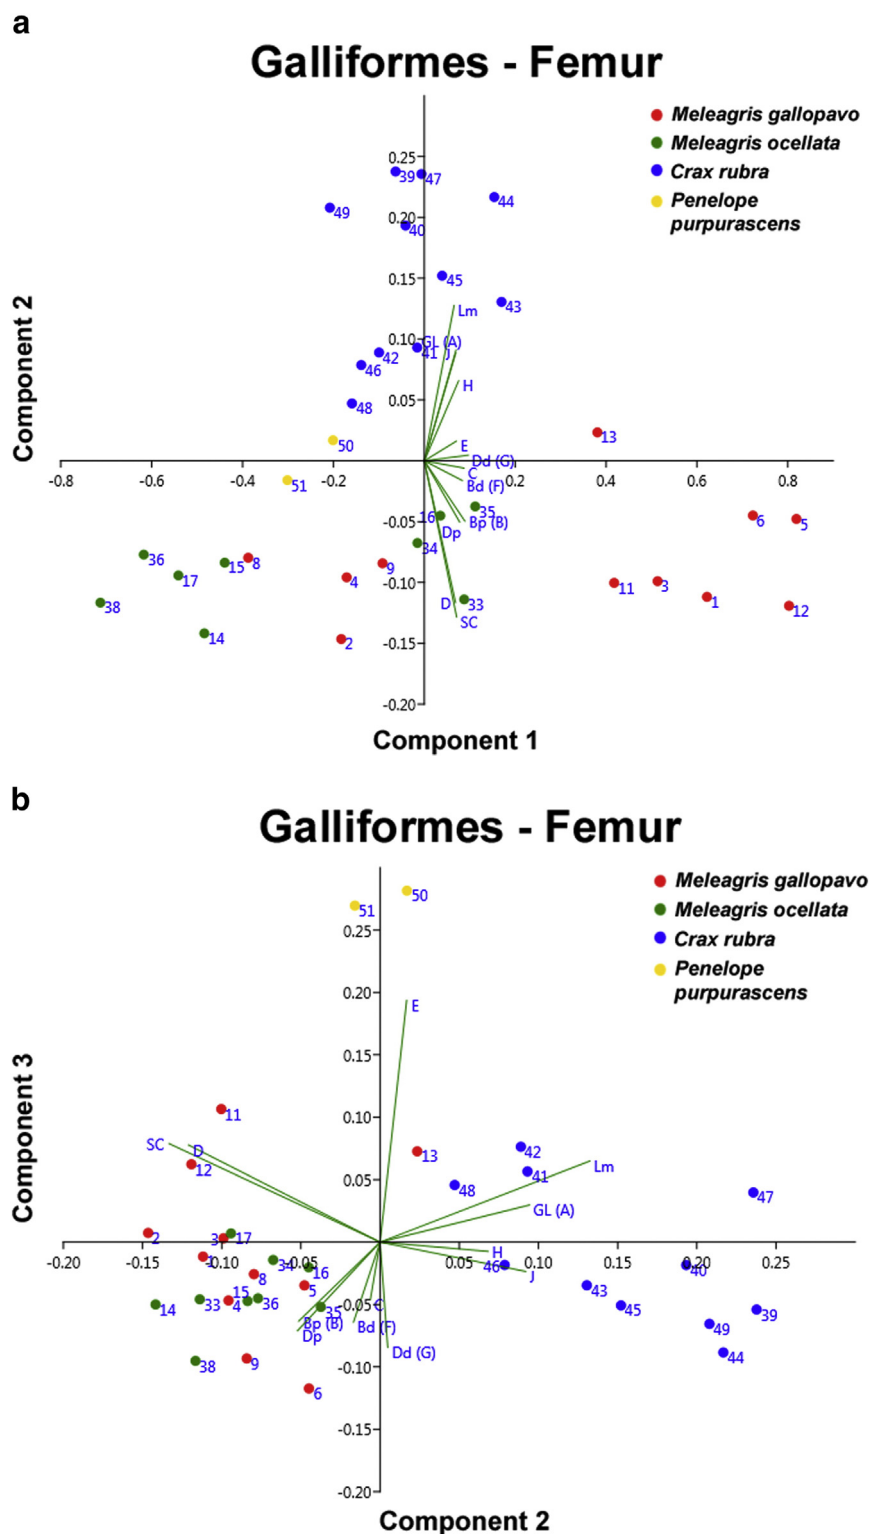 a
Galliformes - Femur
Meleagris gallopavo
Meleagris ocellata
Crax rubra
Penelope
purpurascens
0.25
39
47
44
49
0.20
40
0.15
45
43
Lm
0.10
GL (A)
41
J
42
46
H
0.05
48
50
E
13
Dd (G)
-0.8
-0.6
-0.4
-0.2
0.2
0.4
0.6
0.8
C
51
Bd (F)
35
-0.05
16
Bp (B)
6
5
Dp
34
36
15
8
9
17
4
-0.10
11
3
38
D
33
1
12
SC
14
2
-0.15
-0.20
Component 2
Component 1
b
Galliformes - Femur
Meleagris gallopavo
Meleagris ocellata
Crax rubra
Penelope
purpurascens
50
51
0.25
0.20
E
0.15
11
0.10
SC
D
12
13
42
41
Lm
0.05
48
47
GL (A)
2
3
17
-0.20
-0.15
-0.10
-0.05
0.05
0.10
0.15
0.20
0.25
H
1
34
16
46
J
40
8
5
43
15
14
33
4
36
35
-0.05
C
45
39
Bp (B)
Bd (F)
49
Dp
Dd (G)
44
38
9
-0.10
6
-0.15
-0.20
Component 3
Component 2